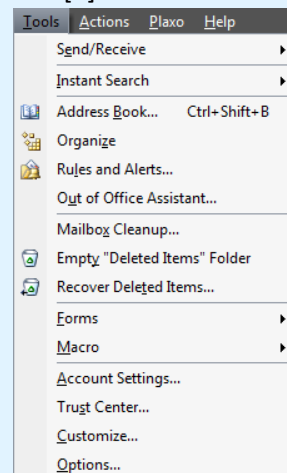 Tools Actions Plaxo Help
Send/Receive
Instant Search
Address Book... Ctrl+Shift+B
Organize
Rules and Alerts...
Out of Office Assistant...
Mailbox Cleanup...
Empty "Deleted Items" Folder
Recover Deleted Items...
Forms
Macro
Account Settings...
Trust Center...
Customize...
Options...